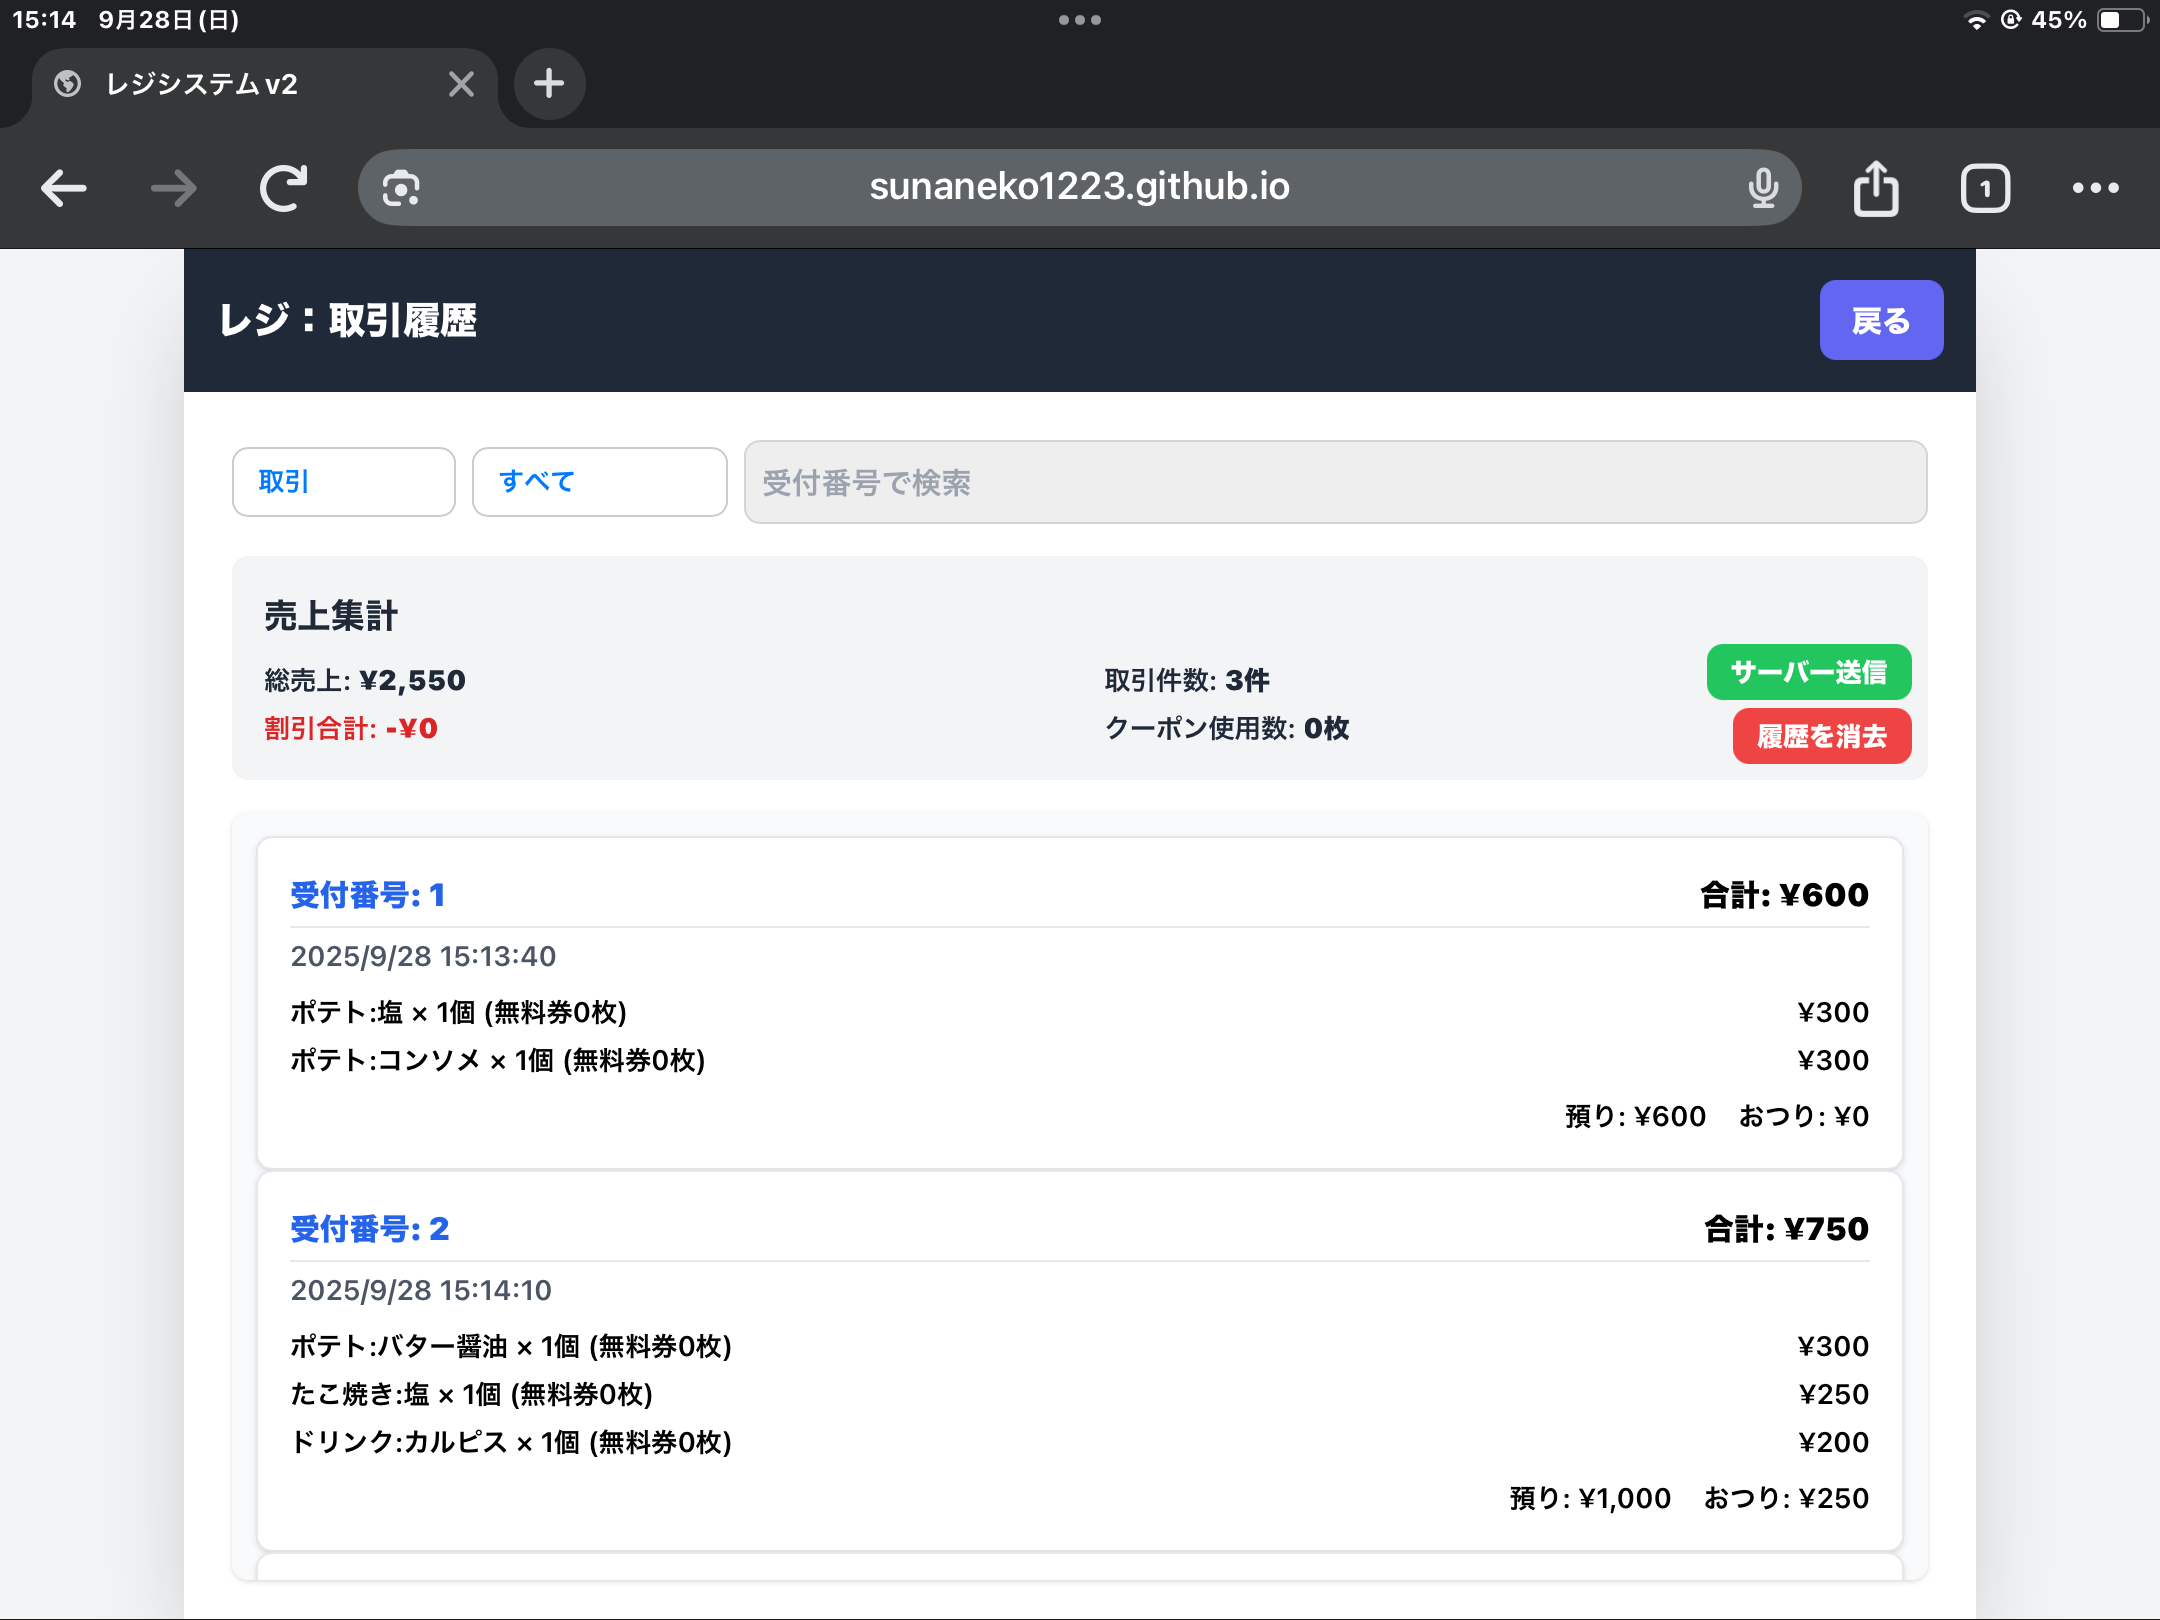 15:14 9月28日(日)
45%
レジシステムv2
sunaneko1223.github.io
1
レジ：取引履歴
戻る
取引
すべて
受付番号で検索
売上集計
総売上: ¥2,550
取引件数: 3件
サーバー送信
割引合計: -¥0
クーポン使用数: 0枚
履歴を消去
受付番号: 1 合計: ¥600
2025/9/28 15:13:40
ポテト:塩 × 1個 (無料券0枚) ¥300
ポテト:コンソメ × 1個 (無料券0枚) ¥300
預り: ¥600 おつり: ¥0
受付番号: 2 合計: ¥750
2025/9/28 15:14:10
ポテト:バター醤油 × 1個 (無料券0枚) ¥300
たこ焼き:塩 × 1個 (無料券0枚) ¥250
ドリンク:カルピス × 1個 (無料券0枚) ¥200
預り: ¥1,000 おつり: ¥250